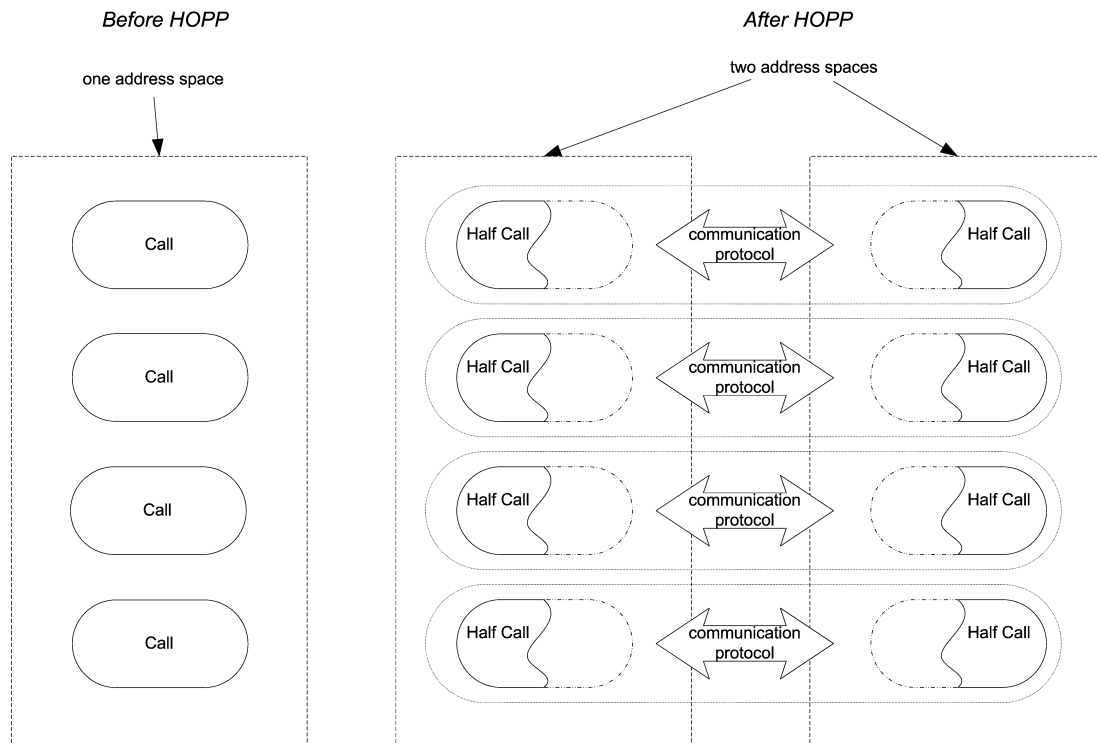 Before HOPP
After HOPP
one address space
two address spaces
Call
Half Call
communication
protocol
Half Call
Call
Half Call
communication
protocol
Half Call
Call
Half Call
communication
protocol
Half Call
Call
Half Call
communication
protocol
Half Call